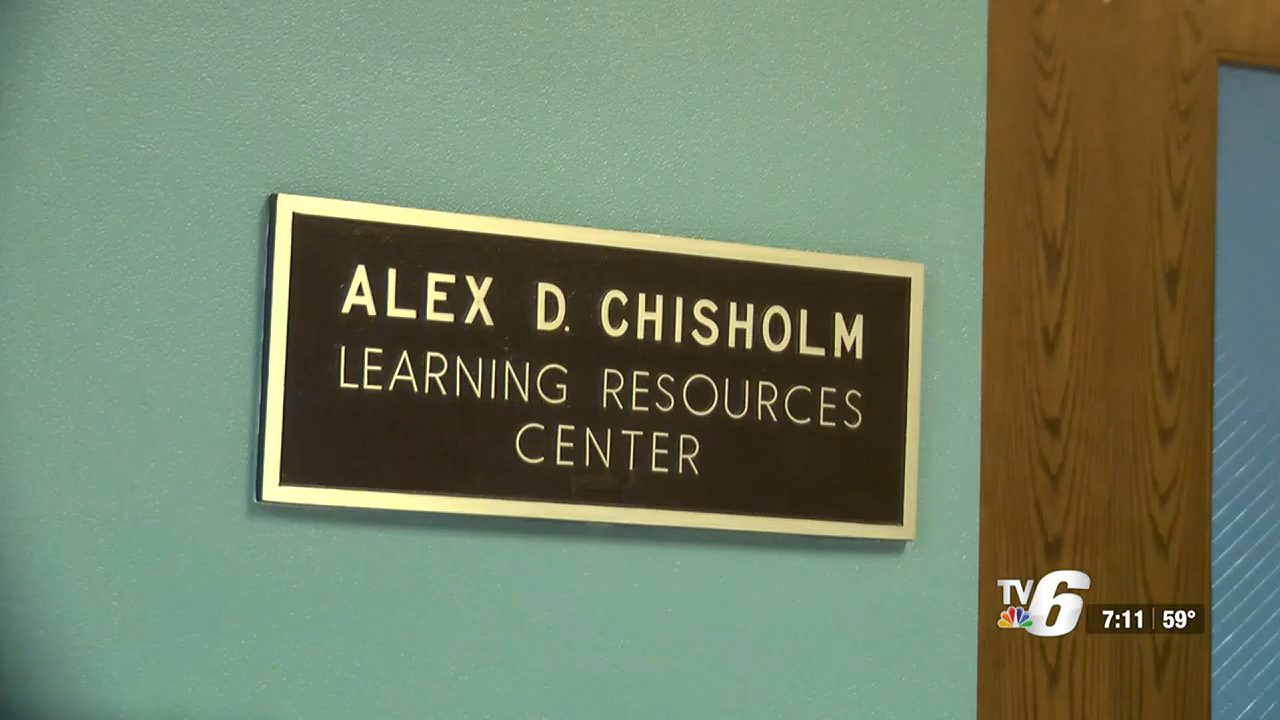 ALEX D. CHISHOLM
LEARNING RESOURCES
CENTER
TV6
7:11 59°